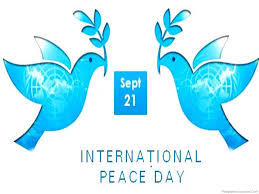 Sept
21
INTERNATIONAL
PEACE DAY